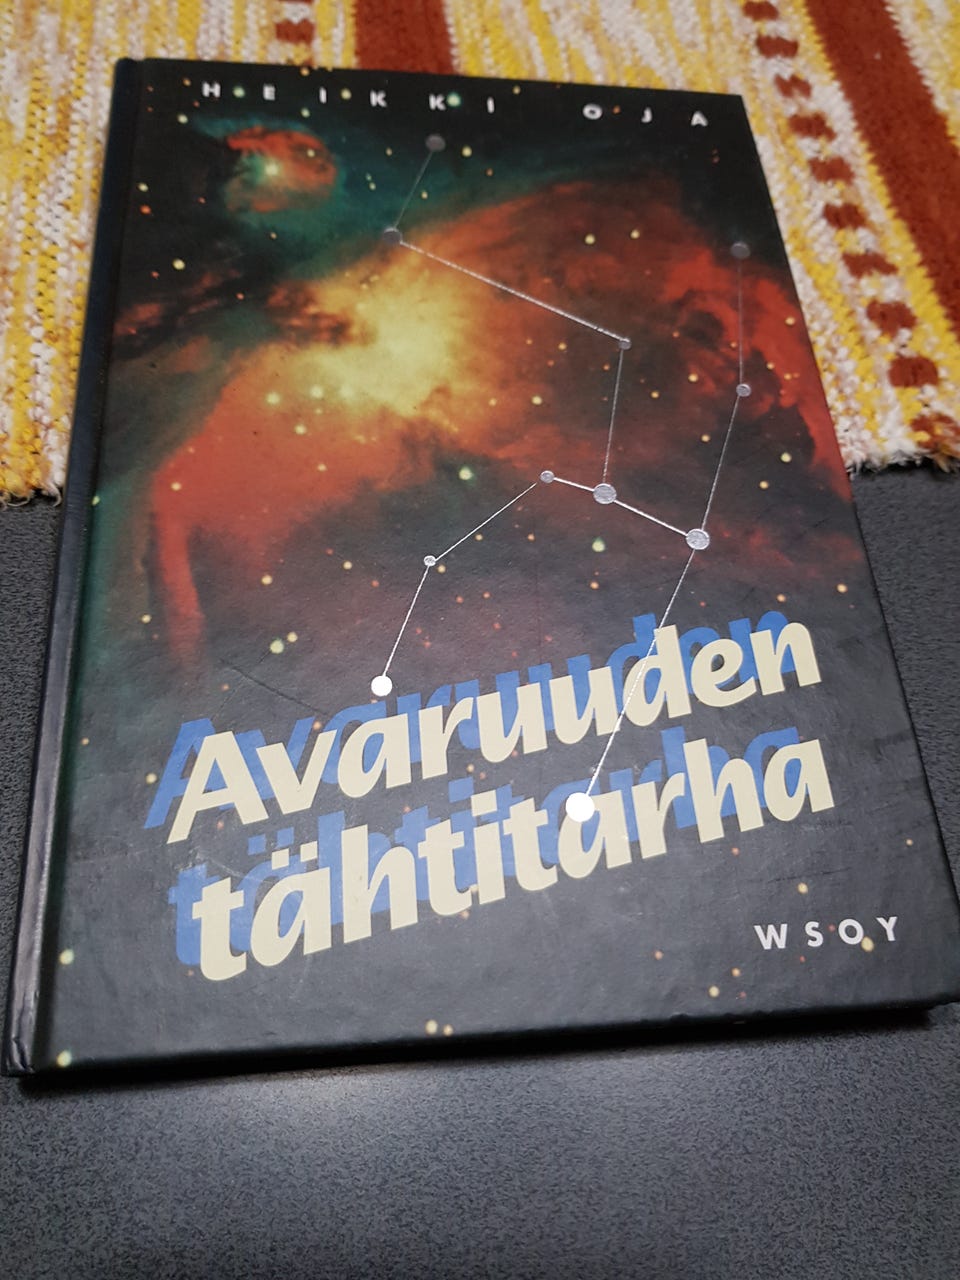 HEIKKI OJA
Avaruuden
tähtitarha
WSOY